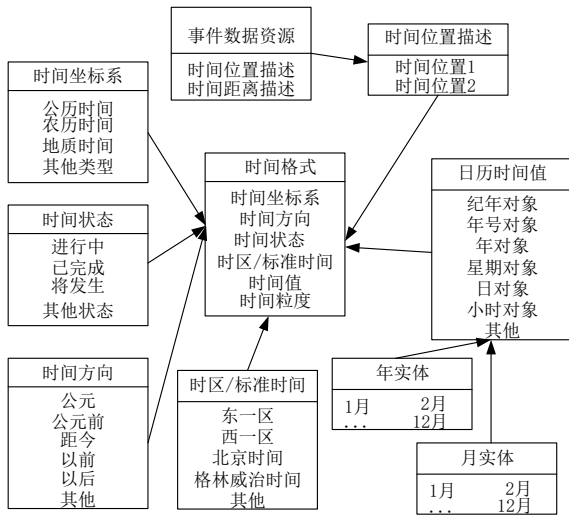 事件数据资源
时间位置描述
时间距离描述
时间位置描述
时间位置1
时间位置2
时间坐标系
公历时间
农历时间
地质时间
其他类型
时间格式
时间坐标系
时间方向
时间状态
时区/标准时间
时间值
时间粒度
日历时间值
纪年对象
年号对象
年对象
星期对象
日对象
小时对象
其他
时间状态
进行中
已完成
将发生
其他状态
时间方向
公元
公元前
距今
以前
以后
其他
时区/标准时间
东一区
西一区
北京时间
格林威治时间
其他
年实体
1月 2月
... 12月
月实体
1月 2月
... 12月